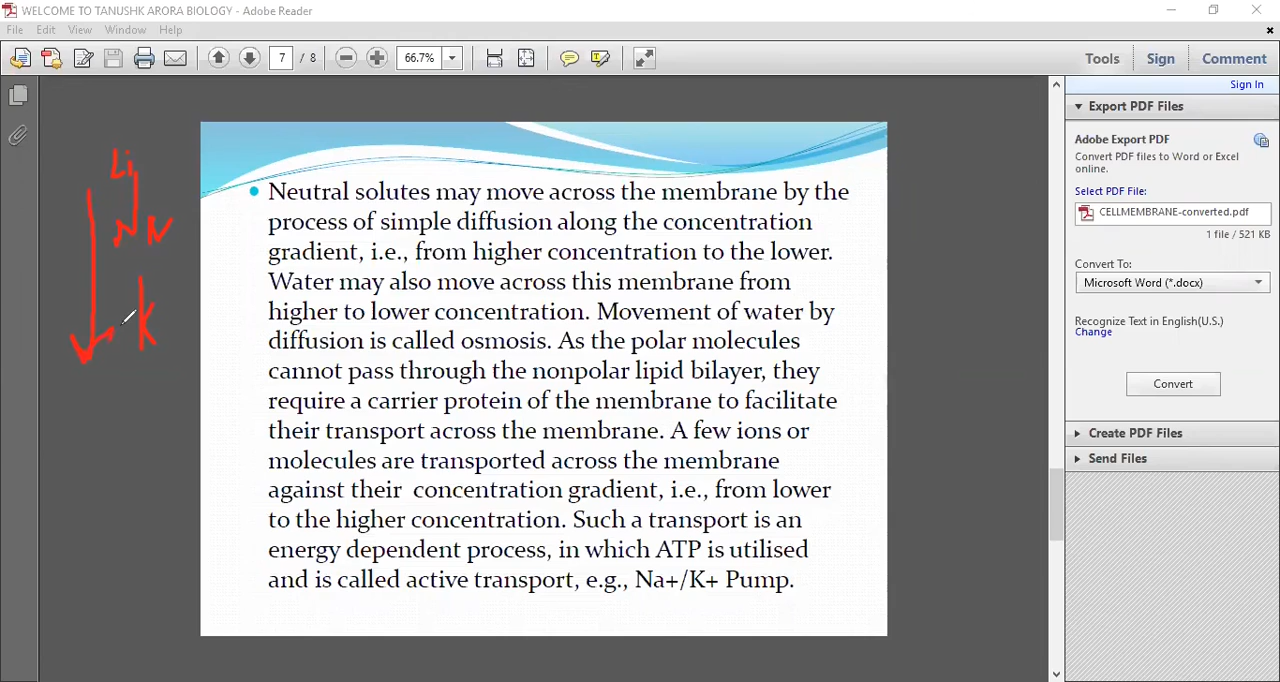 WELCOME TO TANUSHK ARORA BIOLOGY - Adobe Reader
File Edit View Window Help
7 / 8 66.7% Tools Sign Comment
Sign In
Export PDF Files
Adobe Export PDF
Convert PDF files to Word or Excel
online.
Select PDF File:
CELLMEMBRANE-converted.pdf
1 file / 521 KB
Convert To:
Microsoft Word (*.docx)
Recognize Text in English(U.S.)
Change
Convert
Create PDF Files
Send Files
Li
K
Neutral solutes may move across the membrane by the
process of simple diffusion along the concentration
gradient, i.e., from higher concentration to the lower.
Water may also move across this membrane from
higher to lower concentration. Movement of water by
diffusion is called osmosis. As the polar molecules
cannot pass through the nonpolar lipid bilayer, they
require a carrier protein of the membrane to facilitate
their transport across the membrane. A few ions or
molecules are transported across the membrane
against their concentration gradient, i.e., from lower
to the higher concentration. Such a transport is an
energy dependent process, in which ATP is utilised
and is called active transport, e.g., Na+/K+ Pump.